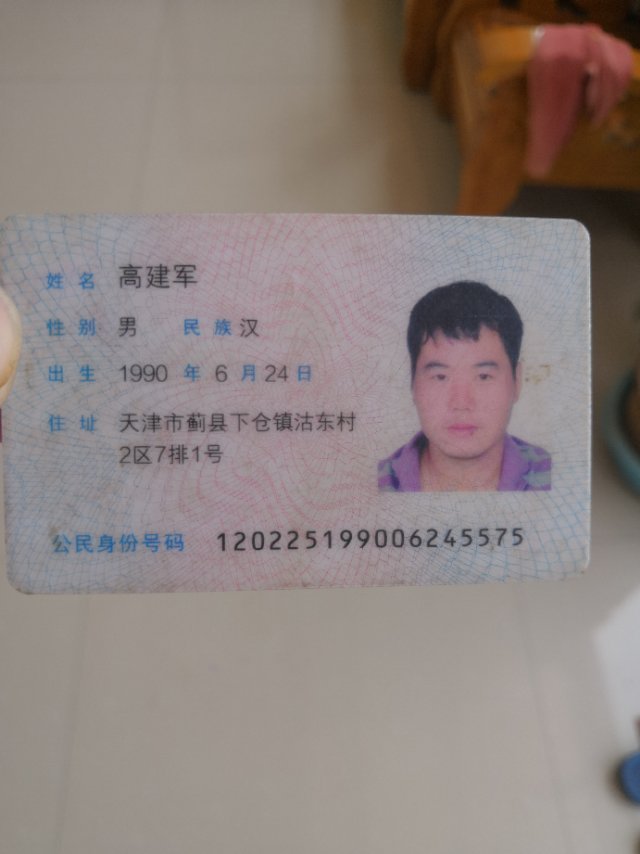 姓名 高建军
性别 男 民族 汉
出生 1990 年 6 月 24 日
住址 天津市蓟县下仓镇沽东村
2区7排1号
公民身份号码 120225199006245575